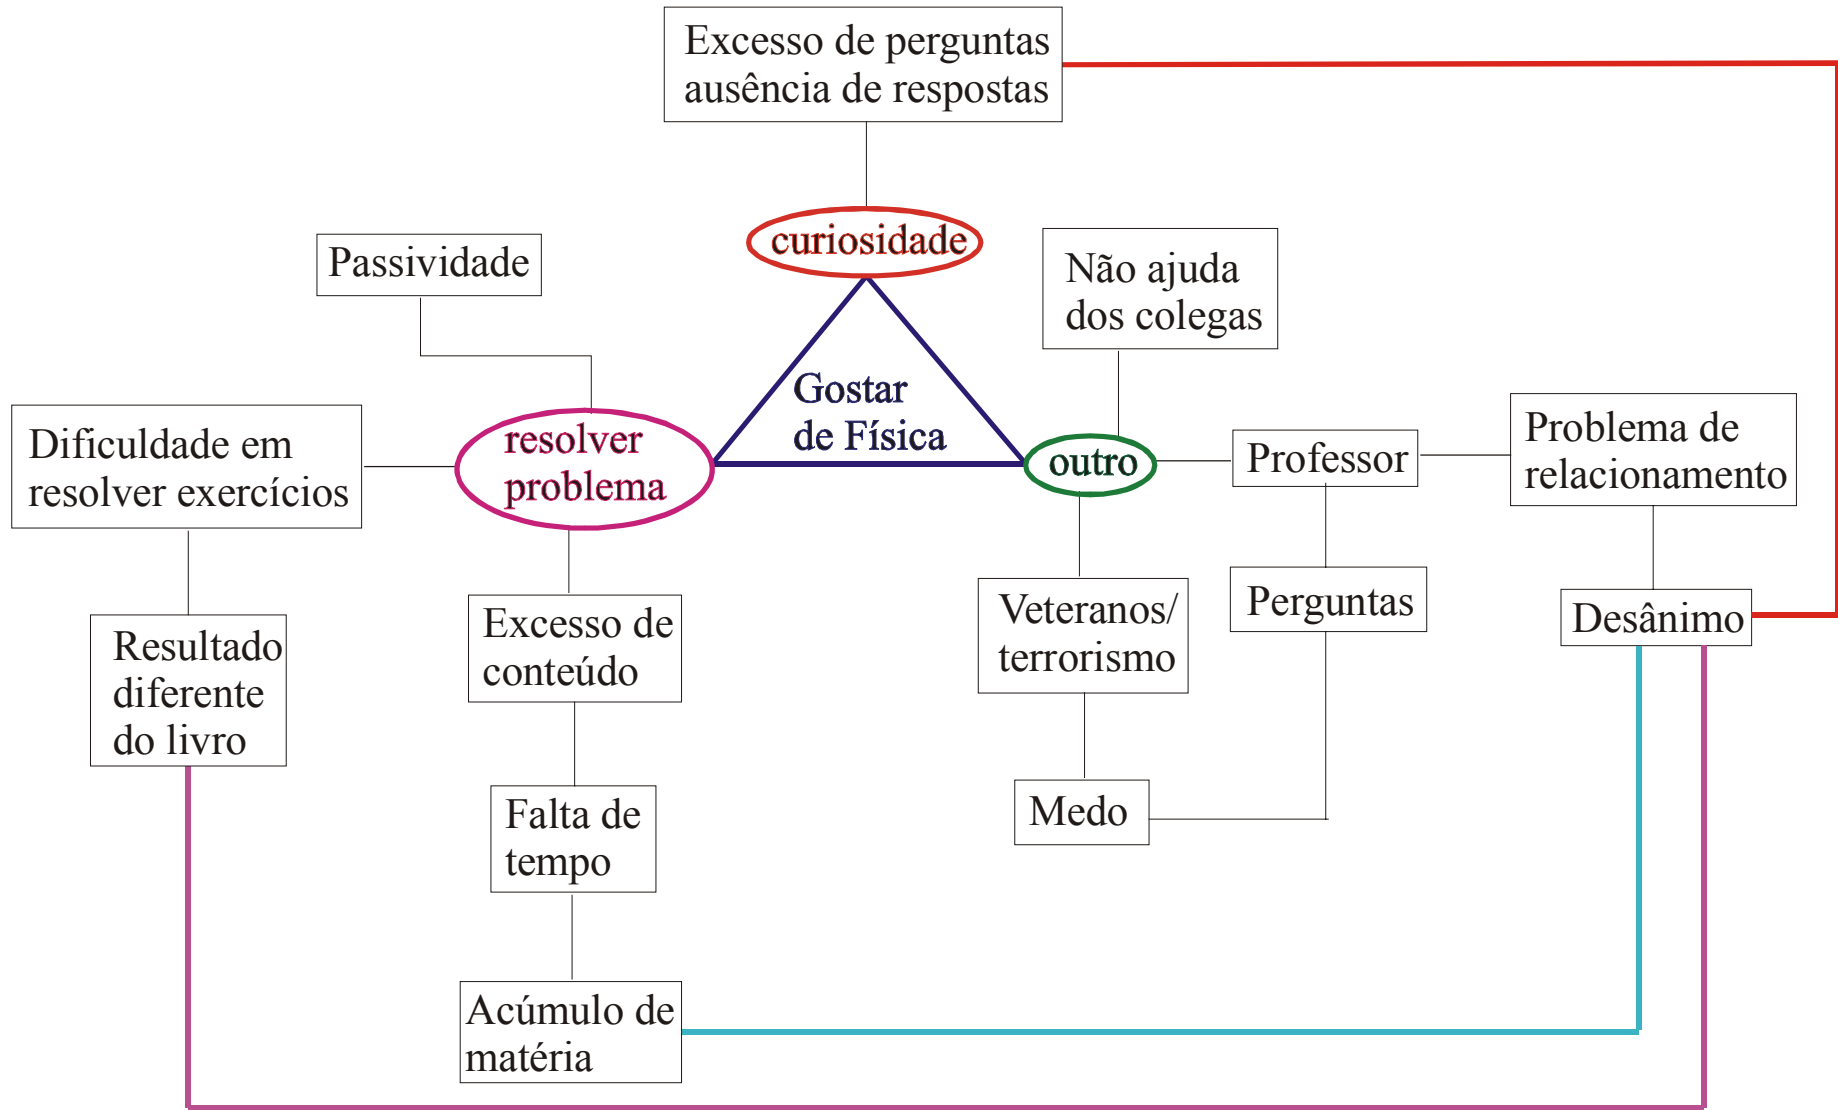 Excesso de perguntas
ausência de respostas
curiosidade
Passividade
Não ajuda
dos colegas
Gostar
de Física
Dificuldade em
resolver exercícios
resolver
problema
outro
Professor
Problema de
relacionamento
Resultado
diferente
do livro
Excesso de
conteúdo
Veteranos/
terrorismo
Perguntas
Desânimo
Falta de
tempo
Medo
Acúmulo de
matéria